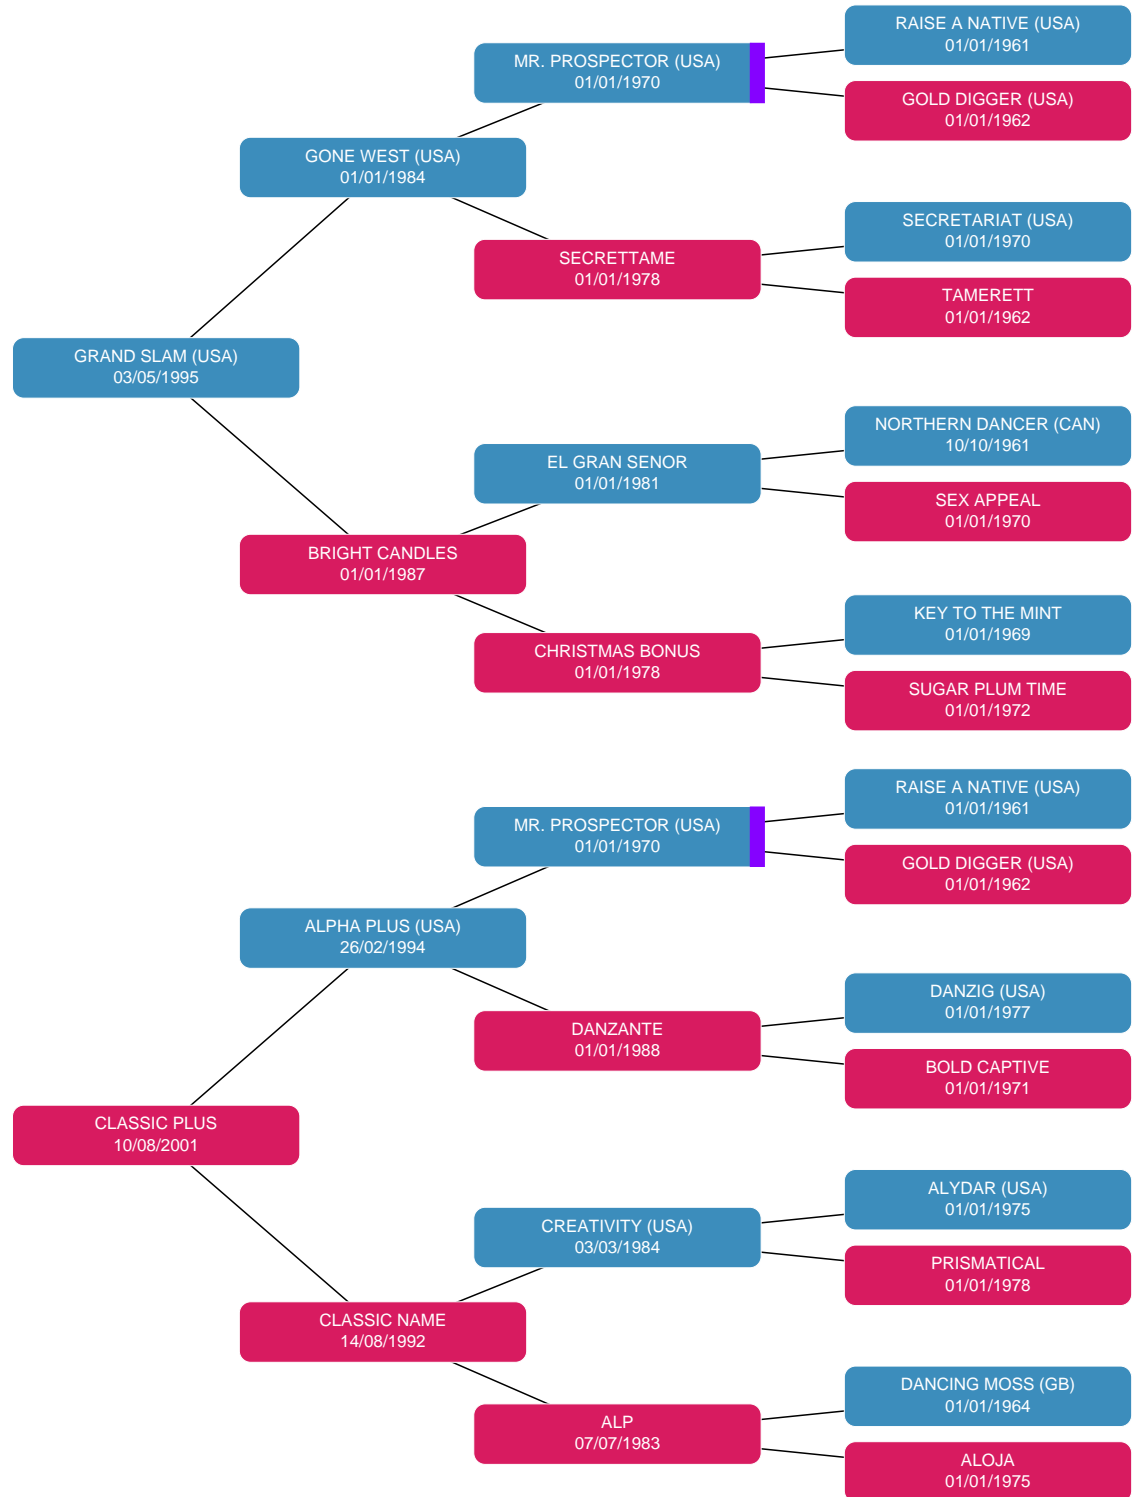 RAISE A NATIVE (USA)
01/01/1961
MR. PROSPECTOR (USA)
01/01/1970
GOLD DIGGER (USA)
01/01/1962
GONE WEST (USA)
01/01/1984
SECRETARIAT (USA)
01/01/1970
SECRETTAME
01/01/1978
TAMERETT
01/01/1962
GRAND SLAM (USA)
03/05/1995
NORTHERN DANCER (CAN)
10/10/1961
EL GRAN SENOR
01/01/1981
SEX APPEAL
01/01/1970
BRIGHT CANDLES
01/01/1987
KEY TO THE MINT
01/01/1969
CHRISTMAS BONUS
01/01/1978
SUGAR PLUM TIME
01/01/1972
RAISE A NATIVE (USA)
01/01/1961
MR. PROSPECTOR (USA)
01/01/1970
GOLD DIGGER (USA)
01/01/1962
ALPHA PLUS (USA)
26/02/1994
DANZIG (USA)
01/01/1977
DANZANTE
01/01/1988
BOLD CAPTIVE
01/01/1971
CLASSIC PLUS
10/08/2001
ALYDAR (USA)
01/01/1975
CREATIVITY (USA)
03/03/1984
PRISMATICAL
01/01/1978
CLASSIC NAME
14/08/1992
DANCING MOSS (GB)
01/01/1964
ALP
07/07/1983
ALOJA
01/01/1975